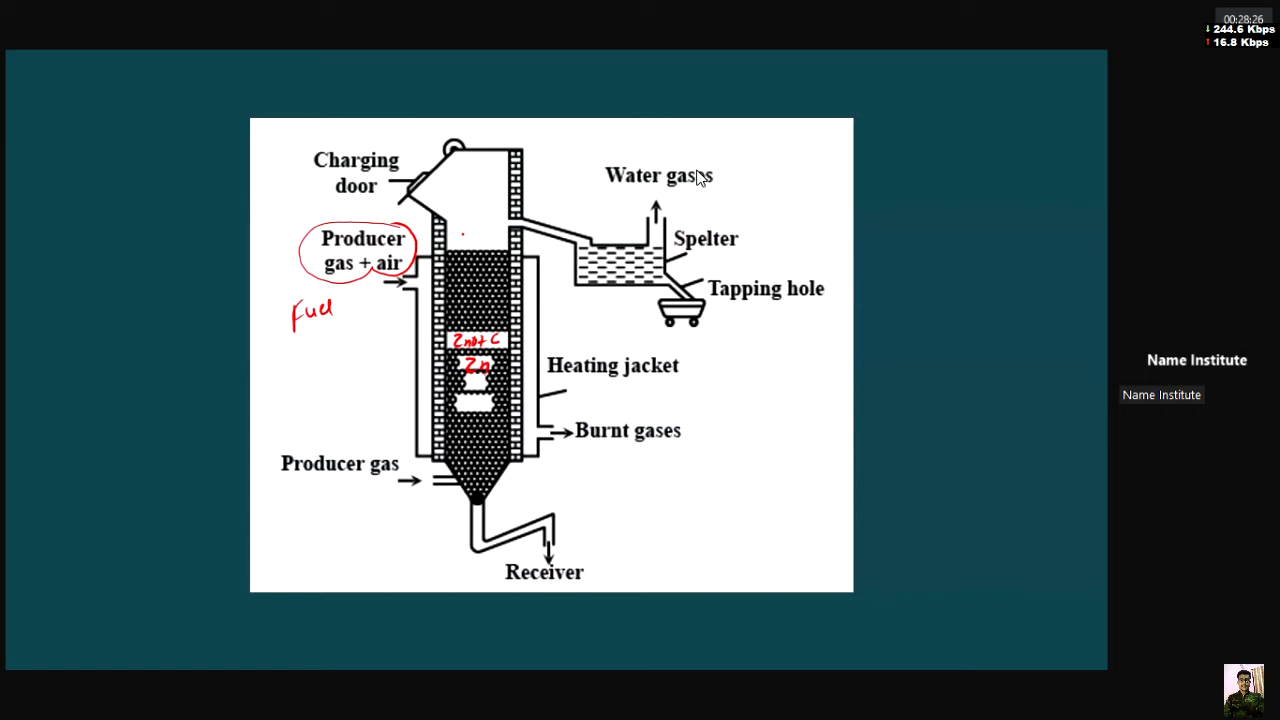 00:28:26
↓ 244.6 Kbps
↑ 16.8 Kbps
Charging
door
Water gases
Producer
gas + air
Spelter
Tapping hole
Fuel
ZnO + C
Zn
Heating jacket
Name Institute
Name Institute
Burnt gases
Producer gas
Receiver